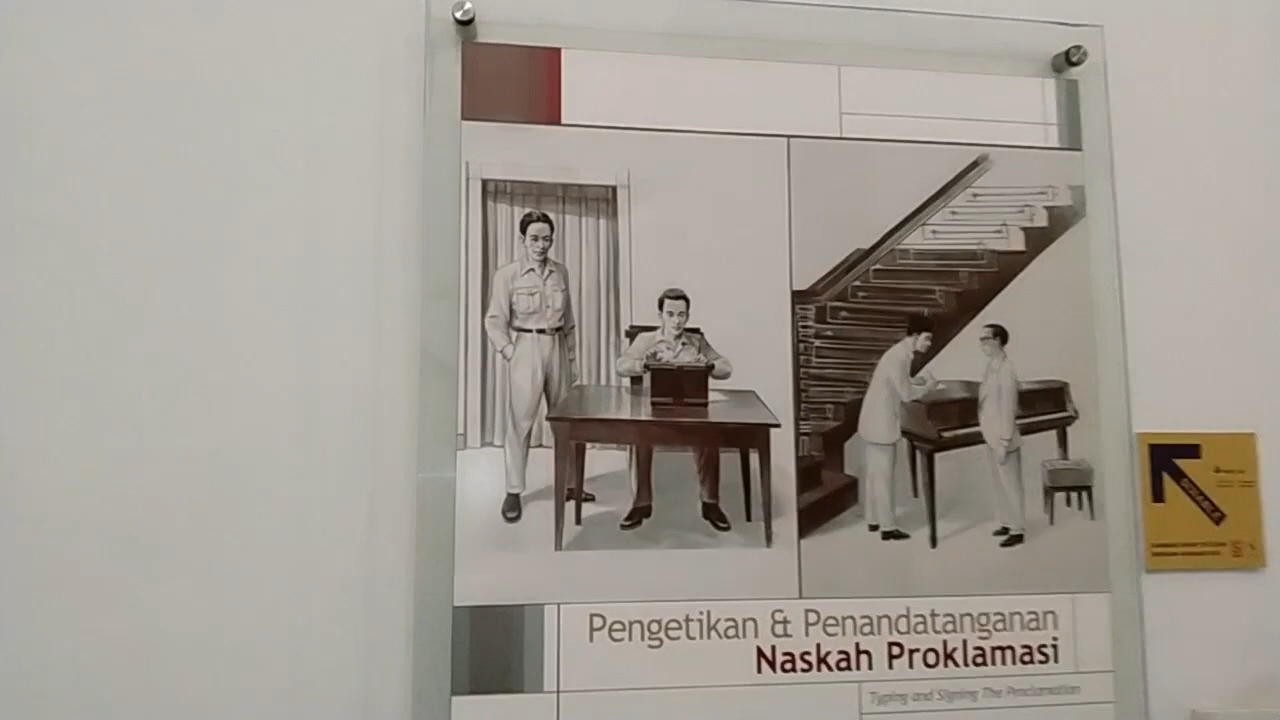 Pengetikan & Penandatanganan
Naskah Proklamasi
Typing and Signing The Proclamation